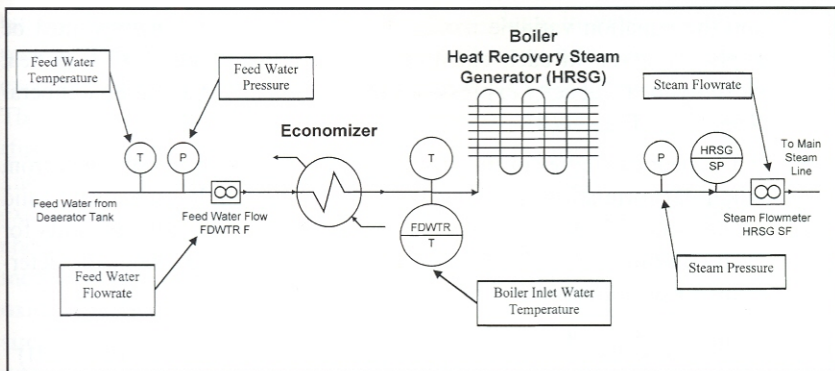 Boiler
Heat Recovery Steam
Generator (HRSG)
Feed Water
Temperature
Feed Water
Pressure
Steam Flowrate
Economizer
T
P
T
P
HRSG
SP
To Main
Steam
Line
Feed Water from
Deaerator Tank
Feed Water Flow
FDWTR F
FDWTR
T
Steam Flowmeter
HRSG SF
Feed Water
Flowrate
Boiler Inlet Water
Temperature
Steam Pressure